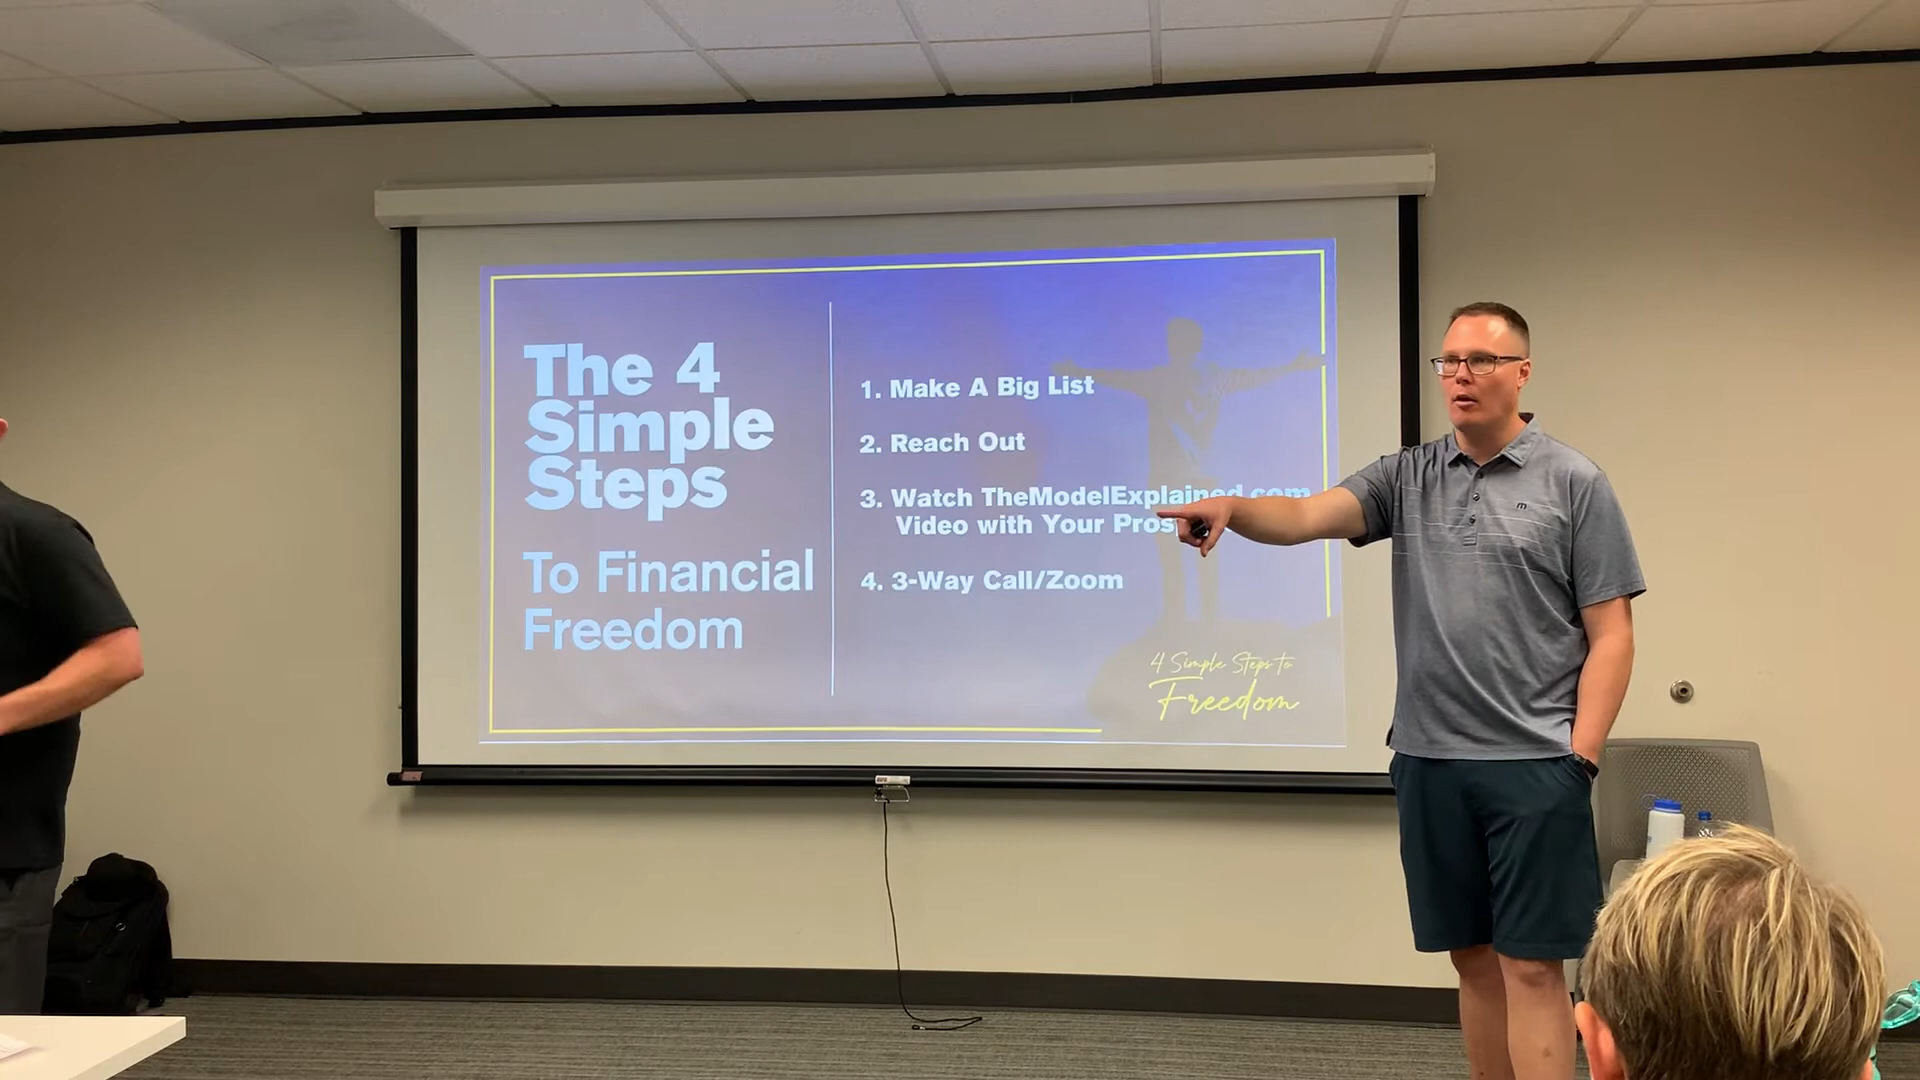 The 4
Simple
Steps
To Financial
Freedom
1. Make A Big List
2. Reach Out
3. Watch TheModelExplained.com
Video with Your
4. 3-Way Call/Zoom
4 Simple Steps to
Freedom
m